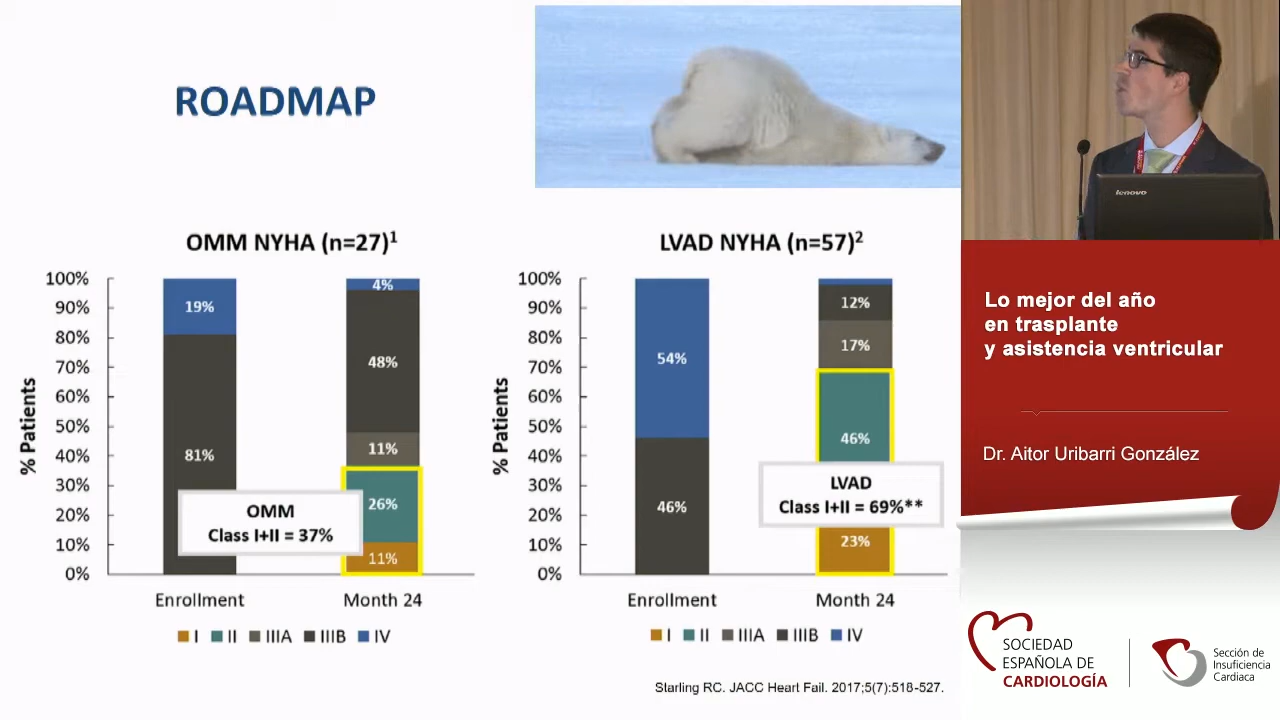 ROADMAP
OMM NYHA (n=27)¹
% Patients
100%
90%
80%
70%
60%
50%
40%
30%
20%
10%
0%
19%
81%
4%
48%
11%
26%
11%
OMM
Class I+II = 37%
Enrollment
Month 24
I II IIIA IIIB IV
LVAD NYHA (n=57)²
% Patients
100%
90%
80%
70%
60%
50%
40%
30%
20%
10%
0%
54%
46%
12%
17%
46%
23%
LVAD
Class I+II = 69%**
Enrollment
Month 24
I II IIIA IIIB IV
Starling RC. JACC Heart Fail. 2017;5(7):518-527.
lenovo
Lo mejor del año
en trasplante
y asistencia ventricular
Dr. Aitor Uribarri González
SOCIEDAD
ESPAÑOLA DE
CARDIOLOGÍA
Sección de
Insuficiencia
Cardiaca